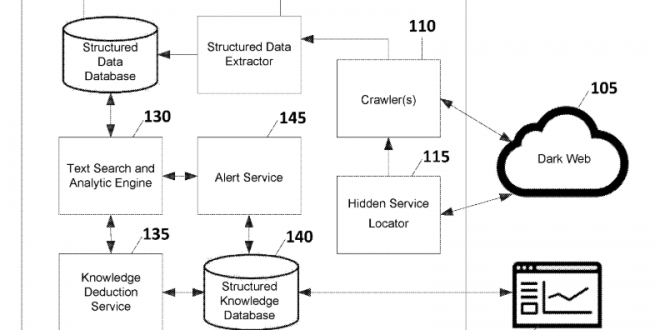 110
Structured
Data
Database
Structured Data
Extractor
105
Crawler(s)
130
145
115
Dark Web
Text Search and
Analytic Engine
Alert Service
Hidden Service
Locator
135
140
Knowledge
Deduction
Service
Structured
Knowledge
Database